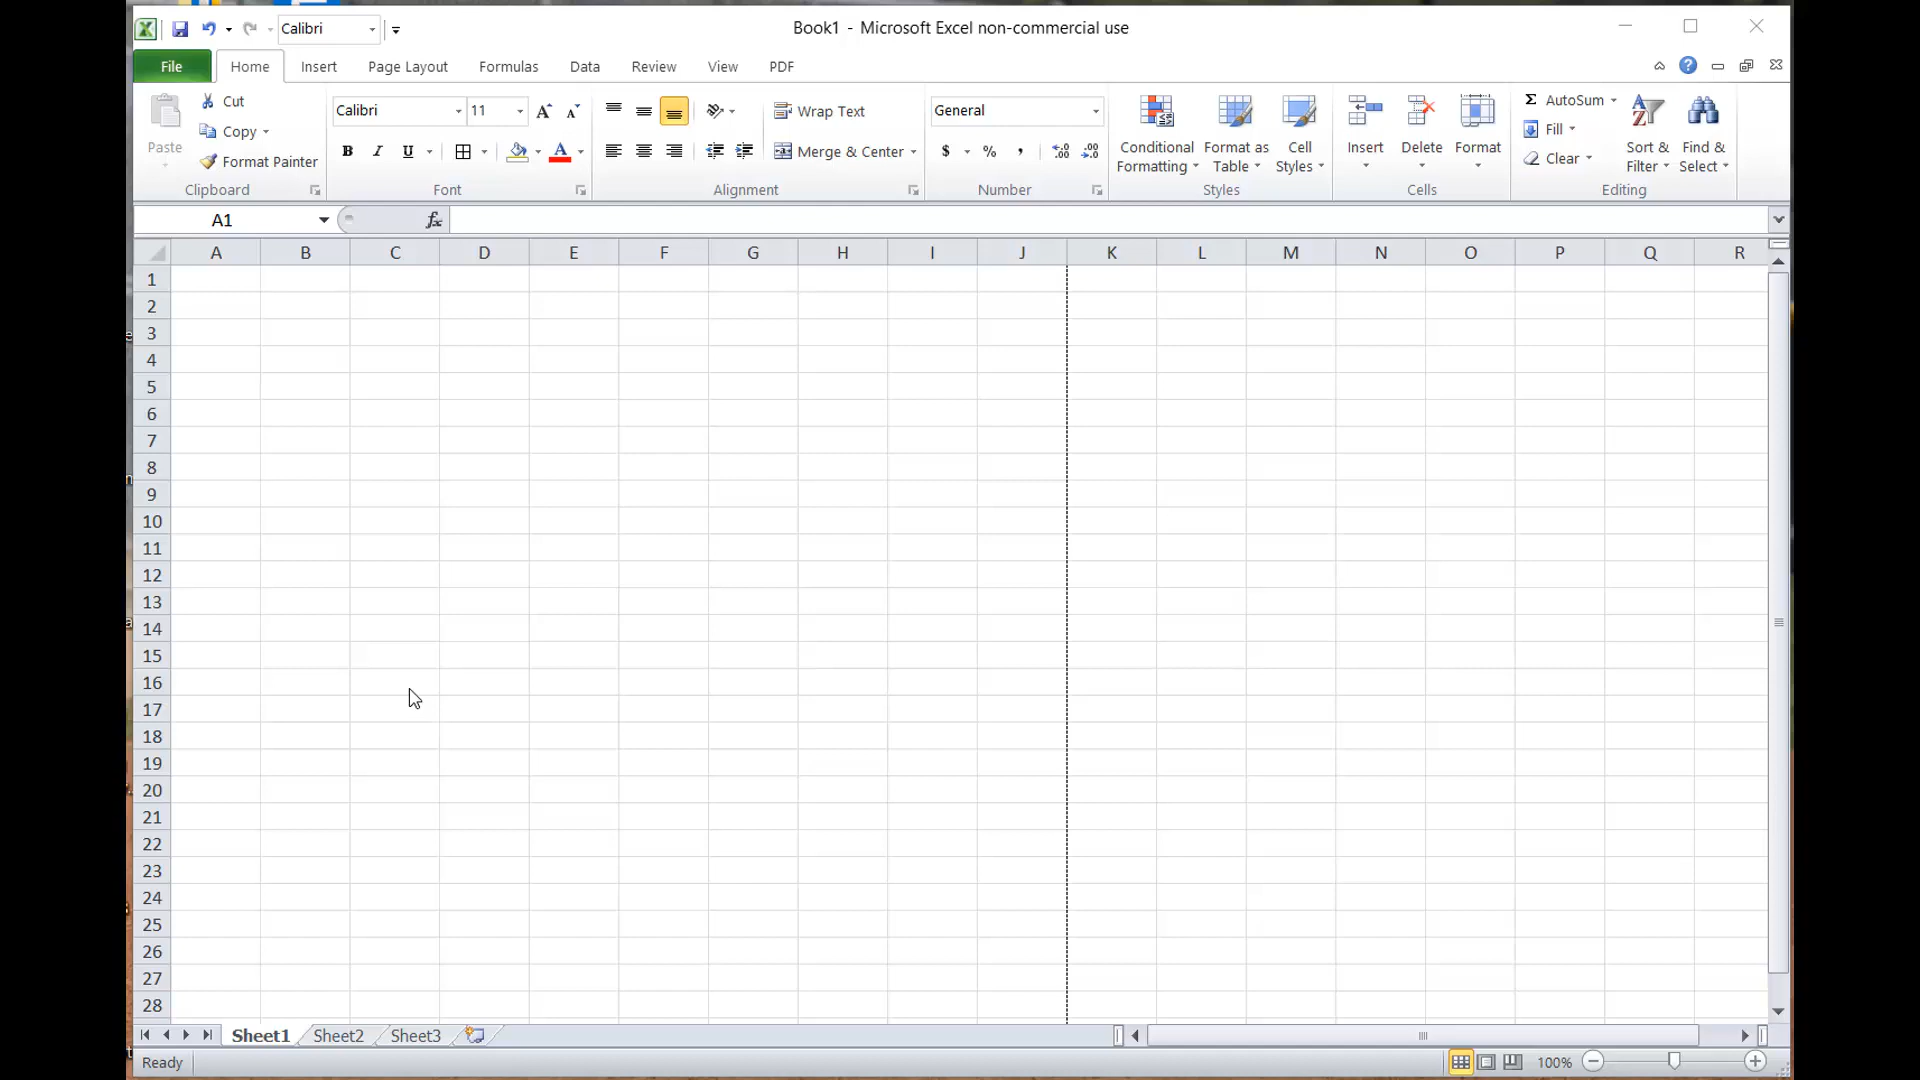 Calibri
Book1 - Microsoft Excel non-commercial use
File Home Insert Page Layout Formulas Data Review View PDF
Paste
Cut
Copy
Format Painter
Clipboard
Calibri 11
B I U A
Font
Wrap Text
Merge & Center
Alignment
General
$ % ,
Number
Conditional Formatting
Format as Table
Cell Styles
Styles
Insert
Delete
Format
Cells
Σ AutoSum
Fill
Clear
Sort & Filter
Find & Select
Editing
A1 fx
A B C D E F G H I J K L M N O P Q R
1
2
3
4
5
6
7
8
9
10
11
12
13
14
15
16
17
18
19
20
21
22
23
24
25
26
27
28
Sheet1 Sheet2 Sheet3
Ready 100%